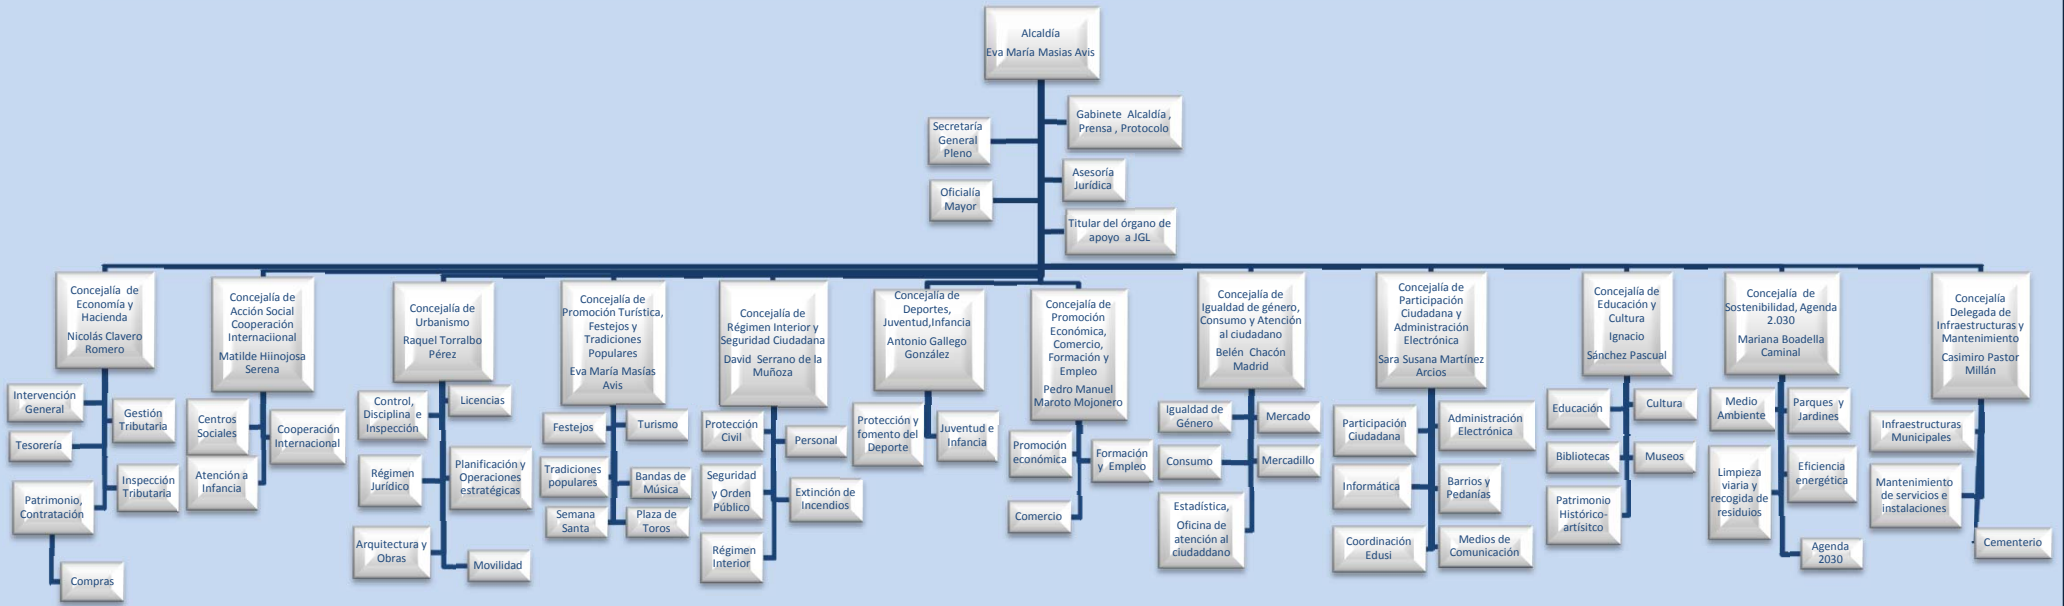 Alcaldía
Eva María Masias Avis
Gabinete Alcaldía ,
Prensa , Protocolo
Secretaría
General
Pleno
Asesoría
Jurídica
Oficialía
Mayor
Titular del órgano de
apoyo a JGL
Concejalía de
Economía y
Hacienda
Nicolás Clavero
Romero
Intervención
General
Gestión
Tributaria
Tesorería
Inspección
Tributaria
Patrimonio,
Contratación
Compras
Concejalía de
Acción Social
Cooperación
Internaciional
Matilde Hiinojosa
Serena
Centros
Sociales
Cooperación
Internacional
Atención a
Infancia
Concejalía de
Urbanismo
Raquel Torralbo
Pérez
Control,
Disciplina e
Inspección
Licencias
Régimen
Jurídico
Planificación y
Operaciones
estratégicas
Arquitectura y
Obras
Movilidad
Concejalía de
Promoción Turística,
Festejos y
Tradiciones
Populares
Eva María Masías
Avis
Festejos
Turismo
Tradiciones
populares
Bandas de
Música
Semana
Santa
Plaza de
Toros
Concejalía de
Régimen Interior y
Seguridad Ciudadana
David Serrano de la
Muñoza
Protección
Civil
Personal
Seguridad
y Orden
Público
Extinción de
Incendios
Régimen
Interior
Concejalía de
Deportes,
Juventud,Infancia
Antonio Gallego
González
Protección y
fomento del
Deporte
Juventud e
Infancia
Concejalía de
Promoción
Económica,
Comercio,
Formación y
Empleo
Pedro Manuel
Maroto Mojonero
Promoción
económica
Formación
y Empleo
Comercio
Concejalía de
Igualdad de género,
Consumo y Atención
al ciudadano
Belén Chacón
Madrid
Igualdad de
Género
Mercado
Consumo
Mercadillo
Estadística,
Oficina de
atención al
ciudaddano
Concejalía de
Participación
Ciudadana y
Administración
Electrónica
Sara Susana Martínez
Arcios
Participación
Ciudadana
Administración
Electrónica
Informática
Barrios y
Pedanías
Coordinación
Edusi
Medios de
Comunicación
Concejalía de
Educación y
Cultura
Ignacio
Sánchez Pascual
Educación
Cultura
Bibliotecas
Museos
Patrimonio
Histórico-
artísitco
Concejalía de
Sostenibilidad, Agenda
2.030
Mariana Boadella
Caminal
Medio
Ambiente
Parques y
Jardines
Limpieza
viaria y
recogida de
residuios
Eficiencia
energética
Agenda
2030
Concejalía
Delegada de
Infraestructuras y
Mantenimiento
Casimiro Pastor
Millán
Infraestructuras
Municipales
Mantenimiento
de servicios e
instalaciones
Cementerio